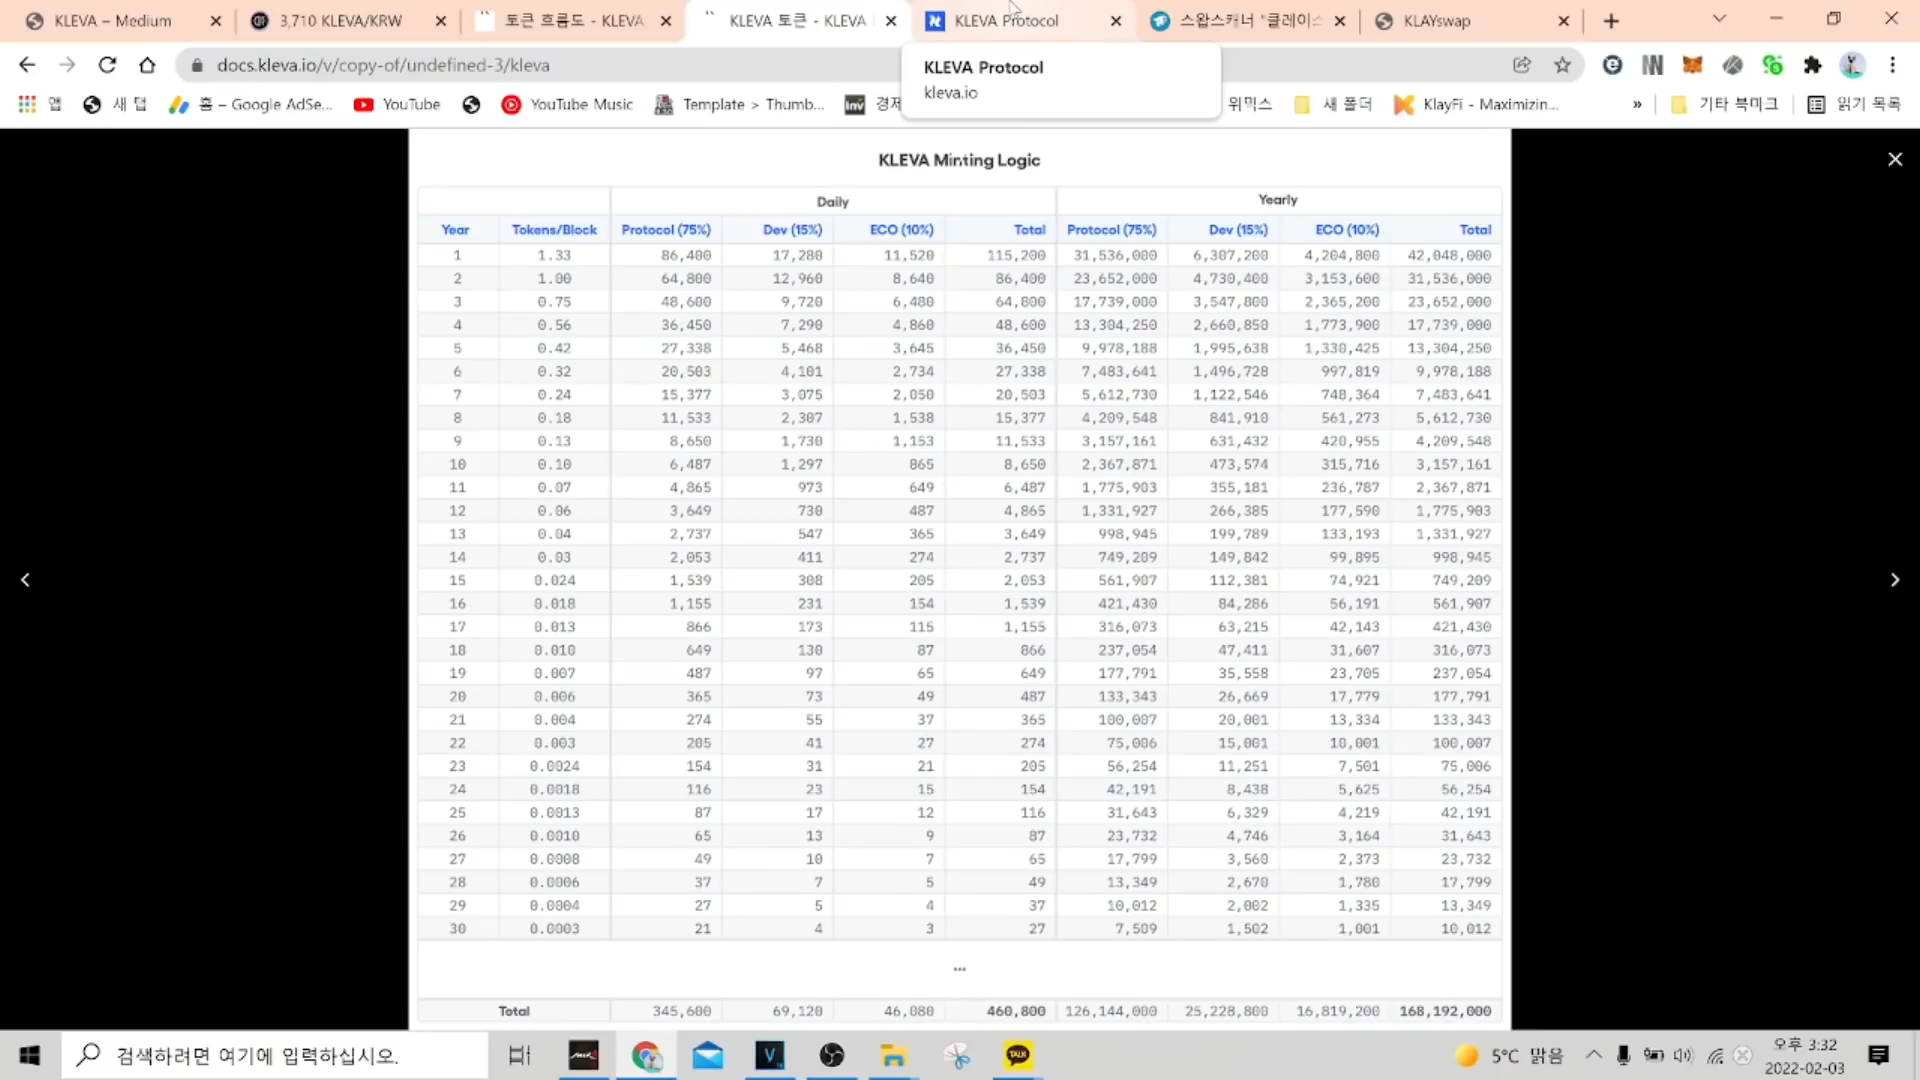 KLEVA – Medium
3,710 KLEVA/KRW
토큰 흐름도 - KLEVA
KLEVA 토큰 - KLEVA
KLEVA Protocol
스왑스캐너 "클레이스
KLAYswap
docs.kleva.io/v/copy-of/undefined-3/kleva
KLEVA Protocol
kleva.io
앱
새 탭
홈 – Google AdSe...
YouTube
YouTube Music
Template > Thumb...
경제
위믹스
새 폴더
KlayFi - Maximizin...
»
기타 북마크
읽기 목록
KLEVA Minting Logic
Daily Yearly
Year Tokens/Block Protocol (75%) Dev (15%) ECO (10%) Total Protocol (75%) Dev (15%) ECO (10%) Total
1 1.33 86,400 17,280 11,520 115,200 31,536,000 6,307,200 4,204,800 42,048,000
2 1.00 64,800 12,960 8,640 86,400 23,652,000 4,730,400 3,153,600 31,536,000
3 0.75 48,600 9,720 6,480 64,800 17,739,000 3,547,800 2,365,200 23,652,000
4 0.56 36,450 7,290 4,860 48,600 13,304,250 2,660,850 1,773,900 17,739,000
5 0.42 27,338 5,468 3,645 36,450 9,978,188 1,995,638 1,330,425 13,304,250
6 0.32 20,503 4,101 2,734 27,338 7,483,641 1,496,728 997,819 9,978,188
7 0.24 15,377 3,075 2,050 20,503 5,612,730 1,122,546 748,364 7,483,641
8 0.18 11,533 2,307 1,538 15,377 4,209,548 841,910 561,273 5,612,730
9 0.13 8,650 1,730 1,153 11,533 3,157,161 631,432 420,955 4,209,548
10 0.10 6,487 1,297 865 8,650 2,367,871 473,574 315,716 3,157,161
11 0.07 4,865 973 649 6,487 1,775,903 355,181 236,787 2,367,871
12 0.06 3,649 730 487 4,865 1,331,927 266,385 177,590 1,775,903
13 0.04 2,737 547 365 3,649 998,945 199,789 133,193 1,331,927
14 0.03 2,053 411 274 2,737 749,209 149,842 99,895 998,945
15 0.024 1,539 308 205 2,053 561,907 112,381 74,921 749,209
16 0.018 1,155 231 154 1,539 421,430 84,286 56,191 561,907
17 0.013 866 173 115 1,155 316,073 63,215 42,143 421,430
18 0.010 649 130 87 866 237,054 47,411 31,607 316,073
19 0.007 487 97 65 649 177,791 35,558 23,705 237,054
20 0.006 365 73 49 487 133,343 26,669 17,779 177,791
21 0.004 274 55 37 365 100,007 20,001 13,334 133,343
22 0.003 205 41 27 274 75,006 15,001 10,001 100,007
23 0.0024 154 31 21 205 56,254 11,251 7,501 75,006
24 0.0018 116 23 15 154 42,191 8,438 5,625 56,254
25 0.0013 87 17 12 116 31,643 6,329 4,219 42,191
26 0.0010 65 13 9 87 23,732 4,746 3,164 31,643
27 0.0008 49 10 7 65 17,799 3,560 2,373 23,732
28 0.0006 37 7 5 49 13,349 2,670 1,780 17,799
29 0.0004 27 5 4 37 10,012 2,002 1,335 13,349
30 0.0003 21 4 3 27 7,509 1,502 1,001 10,012
...
Total 345,600 69,120 46,080 460,800 126,144,000 25,228,800 16,819,200 168,192,000
검색하려면 여기에 입력하십시오.
5°C 맑음
오후 3:32
2022-02-03